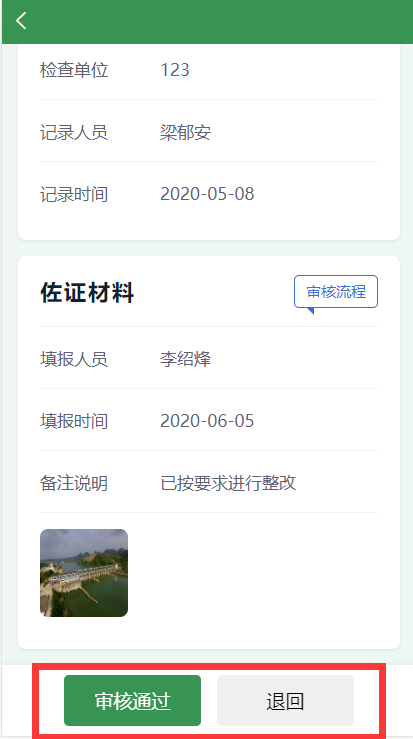 检查单位 123
记录人员 梁郁安
记录时间 2020-05-08
佐证材料 审核流程
填报人员 李绍烽
填报时间 2020-06-05
备注说明 已按要求进行整改
审核通过 退回